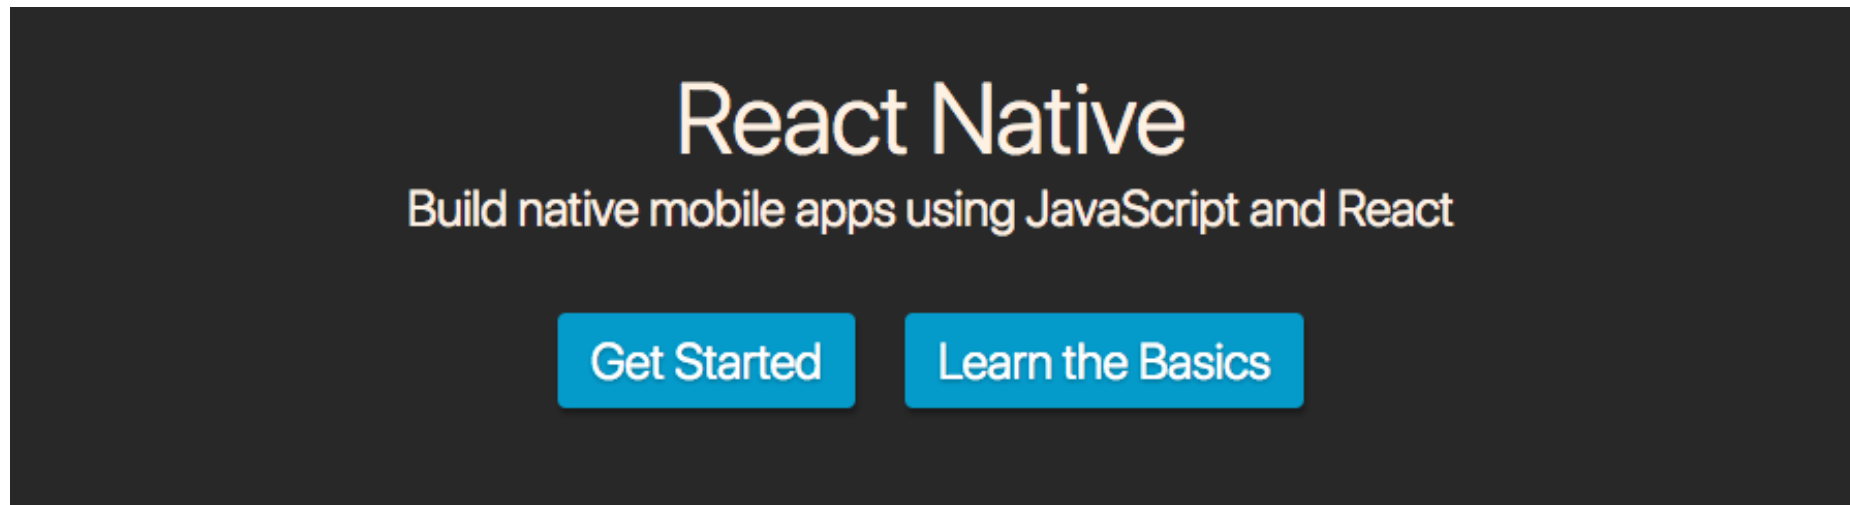 React Native
Build native mobile apps using JavaScript and React
Get Started
Learn the Basics